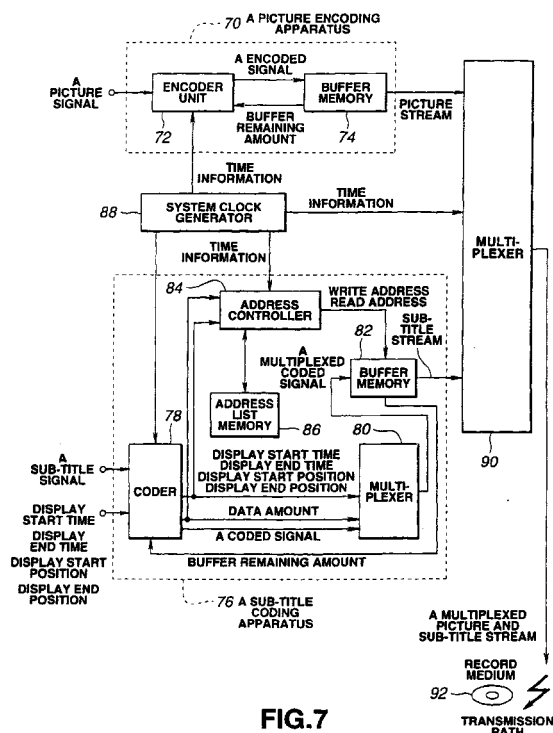 70
A PICTURE ENCODING
APPARATUS
A
PICTURE
SIGNAL
ENCODER
UNIT
72
A ENCODED
SIGNAL
BUFFER
REMAINING
AMOUNT
BUFFER
MEMORY
74
PICTURE
STREAM
TIME
INFORMATION
88
SYSTEM CLOCK
GENERATOR
TIME
INFORMATION
TIME
INFORMATION
MULTI-
PLEXER
90
84
ADDRESS
CONTROLLER
WRITE ADDRESS
READ ADDRESS
82
SUB-
TITLE
STREAM
A
MULTIPLEXED
CODED
SIGNAL
BUFFER
MEMORY
ADDRESS
LIST
MEMORY
86
78
80
A
SUB-TITLE
SIGNAL
CODER
DISPLAY START TIME
DISPLAY END TIME
DISPLAY START POSITION
DISPLAY END POSITION
MULTI-
PLEXER
DATA AMOUNT
A CODED SIGNAL
BUFFER REMAINING AMOUNT
DISPLAY
START TIME
DISPLAY
END TIME
DISPLAY START
POSITION
DISPLAY END
POSITION
76
A SUB-TITLE
CODING
APPARATUS
A MULTIPLEXED
PICTURE AND
SUB-TITLE STREAM
RECORD
MEDIUM
92
TRANSMISSION
PATH
FIG.7